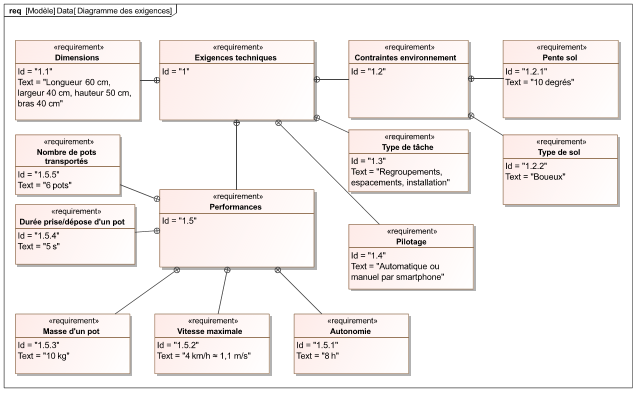 req [Modèle] Data[ Diagramme des exigences]
«requirement»
Dimensions
Id = "1.1"
Text = "Longueur 60 cm,
largeur 40 cm, hauteur 50 cm,
bras 40 cm"
«requirement»
Exigences techniques
Id = "1"
«requirement»
Contraintes environnement
Id = "1.2"
«requirement»
Pente sol
Id = "1.2.1"
Text = "10 degrés"
«requirement»
Nombre de pots
transportés
Id = "1.5.5"
Text = "6 pots"
«requirement»
Type de tâche
Id = "1.3"
Text = "Regroupements,
espacements, installation"
«requirement»
Type de sol
Id = "1.2.2"
Text = "Boueux"
«requirement»
Durée prise/dépose d'un pot
Id = "1.5.4"
Text = "5 s"
«requirement»
Performances
Id = "1.5"
«requirement»
Pilotage
Id = "1.4"
Text = "Automatique ou
manuel par smartphone"
«requirement»
Masse d'un pot
Id = "1.5.3"
Text = "10 kg"
«requirement»
Vitesse maximale
Id = "1.5.2"
Text = "4 km/h ≈ 1,1 m/s"
«requirement»
Autonomie
Id = "1.5.1"
Text = "8 h"